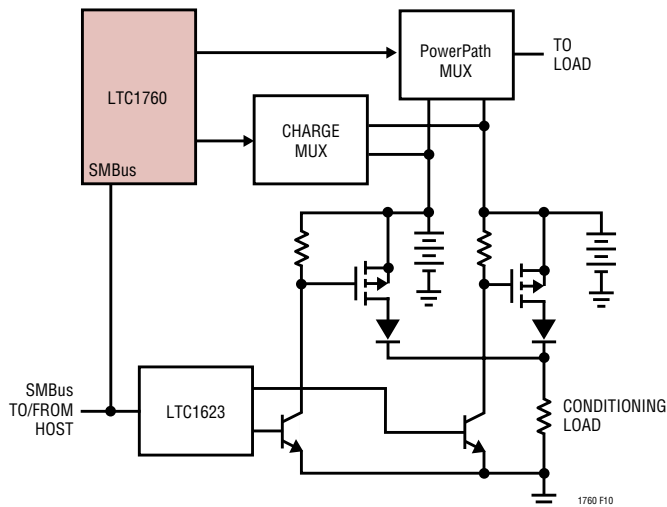 LTC1760
SMBus
PowerPath
MUX
TO
LOAD
CHARGE
MUX
SMBus
TO/FROM
HOST
LTC1623
CONDITIONING
LOAD
1760 F10